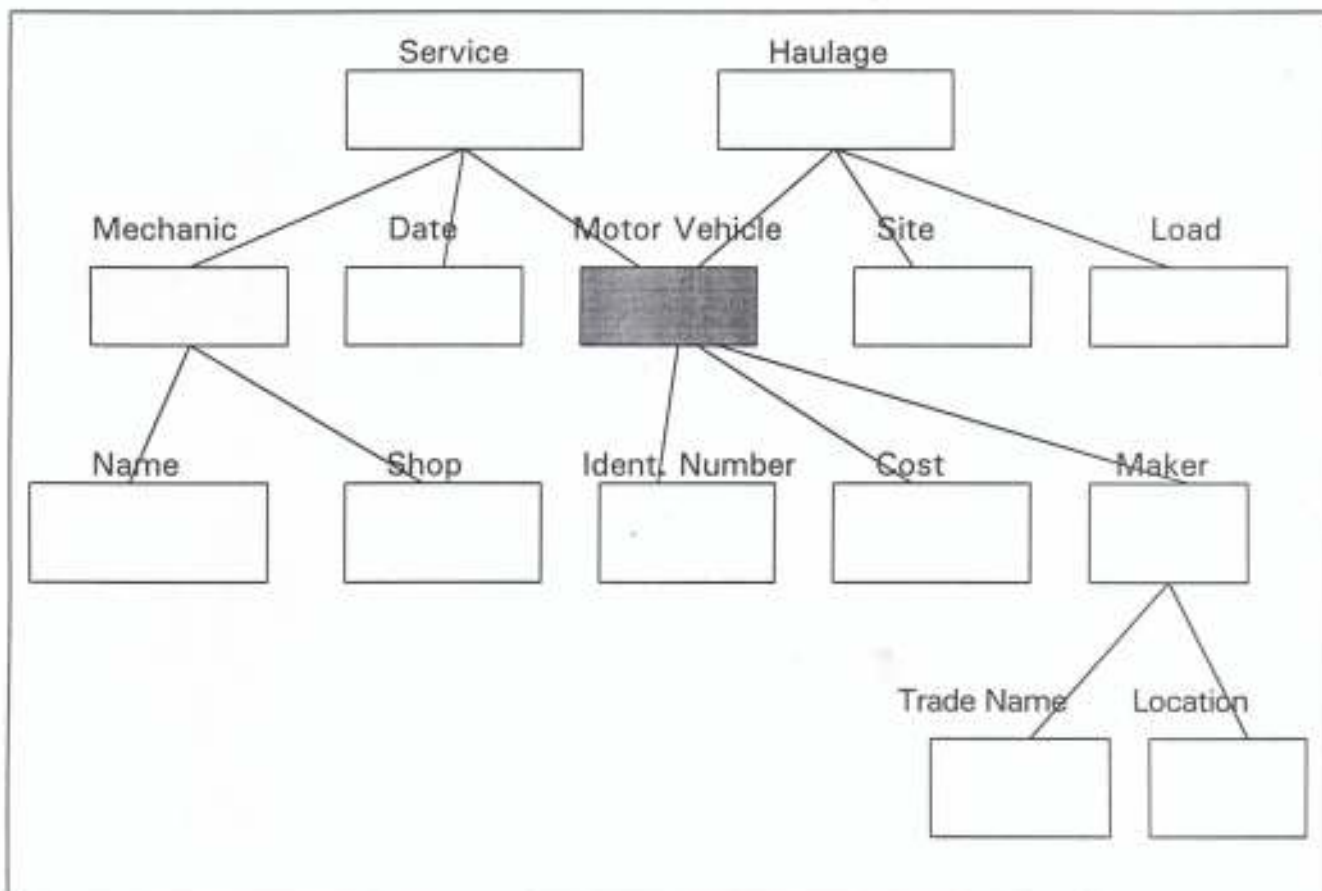 Service Haulage
Mechanic Date Motor Vehicle Site Load
Name Shop Ident. Number Cost Maker
Trade Name Location